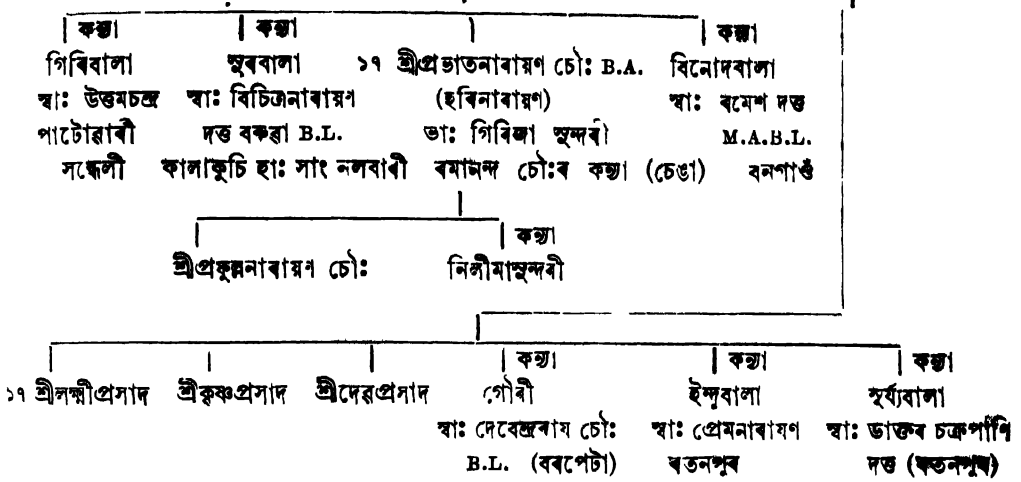 কন্যা কন্যা কন্যা
গিৰিবালা সুৰবালা ১৭ শ্ৰীপ্ৰভাতনাৰায়ণ চৌঃ B.A. বিনোদবালা
স্বাঃ উত্তমচন্দ্ৰ স্বাঃ বিচিত্ৰনাৰায়ণ (হৰিনাৰায়ণ) স্বাঃ ৰমেশ দত্ত
পাটোৱাৰী দত্ত বৰুৱা B.L. ভাঃ গিৰিজা সুন্দৰী M.A.B.L.
সন্ধেলী কালাকুচি হাঃ সাং নলবাৰী ৰমানন্দ চৌঃৰ কন্যা (চেঙা) বনগাওঁ
কন্যা
শ্ৰীপ্ৰফুল্লনাৰায়ণ চৌঃ নিলীমাসুন্দৰী
কন্যা কন্যা কন্যা
১৭ শ্ৰীলক্ষ্মীপ্ৰসাদ শ্ৰীকৃষ্ণপ্ৰসাদ শ্ৰীদেৱপ্ৰসাদ গৌৰী ইন্দুবালা সূৰ্য্যবালা
স্বাঃ দেবেন্দ্ৰৰায চৌঃ স্বাঃ প্ৰেমনাৰাযণ স্বাঃ ডাক্তৰ চক্ৰপাণি
B.L. (বৰপেটা) ৰতনপুৰ দত্ত (ৰতনপুৰ)